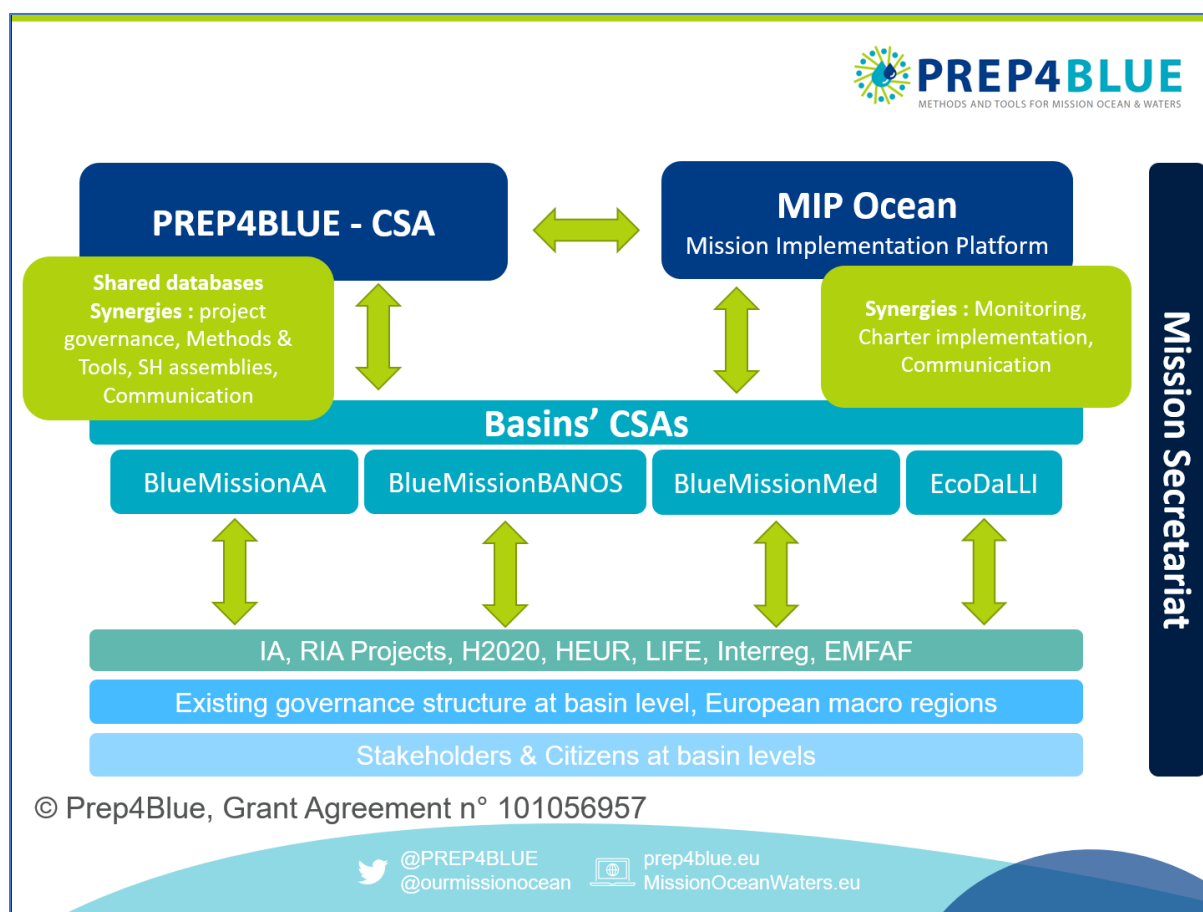 PREP4BLUE
METHODS AND TOOLS FOR MISSION OCEAN & WATERS
PREP4BLUE - CSA
MIP Ocean
Mission Implementation Platform
Shared databases
Synergies : project
governance, Methods &
Tools, SH assemblies,
Communication
Synergies : Monitoring,
Charter implementation,
Communication
Mission Secretariat
Basins’ CSAs
BlueMissionAA
BlueMissionBANOS
BlueMissionMed
EcoDaLLI
IA, RIA Projects, H2020, HEUR, LIFE, Interreg, EMFAF
Existing governance structure at basin level, European macro regions
Stakeholders & Citizens at basin levels
© Prep4Blue, Grant Agreement n° 101056957
@PREP4BLUE
@ourmissionocean
prep4blue.eu
MissionOceanWaters.eu